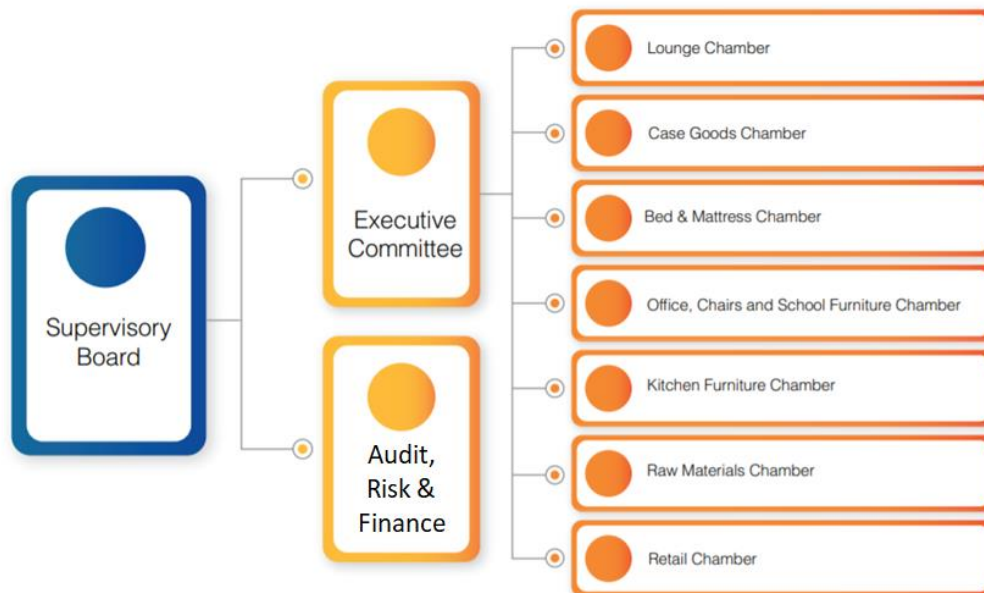 Supervisory
Board
Executive
Committee
Audit,
Risk &
Finance
Lounge Chamber
Case Goods Chamber
Bed & Mattress Chamber
Office, Chairs and School Furniture Chamber
Kitchen Furniture Chamber
Raw Materials Chamber
Retail Chamber